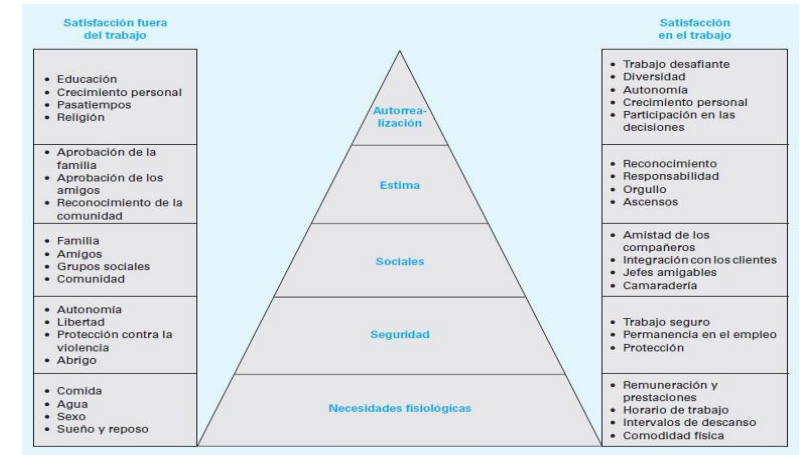 Satisfacción fuera
del trabajo
• Educación
• Crecimiento personal
• Pasatiempos
• Religión
• Aprobación de la
familia
• Aprobación de los
amigos
• Reconocimiento de la
comunidad
• Familia
• Amigos
• Grupos sociales
• Comunidad
• Autonomía
• Libertad
• Protección contra la
violencia
• Abrigo
• Comida
• Agua
• Sexo
• Sueño y reposo
Autorrea-
lización
Estima
Sociales
Seguridad
Necesidades fisiológicas
Satisfacción
en el trabajo
• Trabajo desafiante
• Diversidad
• Autonomía
• Crecimiento personal
• Participación en las
decisiones
• Reconocimiento
• Responsabilidad
• Orgullo
• Ascensos
• Amistad de los
compañeros
• Integración con los clientes
• Jefes amigables
• Camaradería
• Trabajo seguro
• Permanencia en el empleo
• Protección
• Remuneración y
prestaciones
• Horario de trabajo
• Intervalos de descanso
• Comodidad física